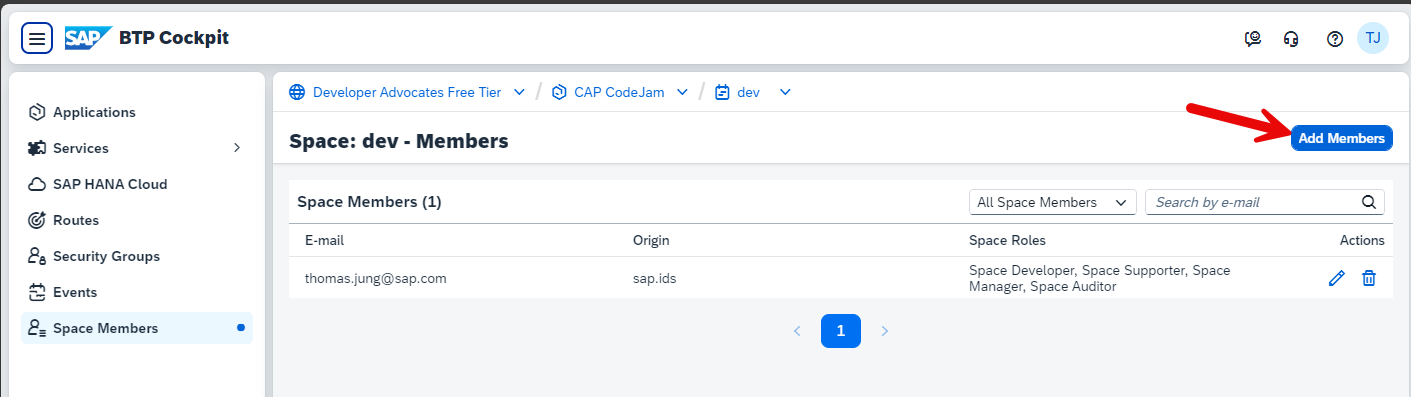 SAP BTP Cockpit
TJ
Applications
Services
SAP HANA Cloud
Routes
Security Groups
Events
Space Members
Developer Advocates Free Tier / CAP CodeJam / dev
Space: dev - Members
Add Members
Space Members (1)
All Space Members
Search by e-mail
E-mail Origin Space Roles Actions
thomas.jung@sap.com sap.ids Space Developer, Space Supporter, Space
Manager, Space Auditor
1